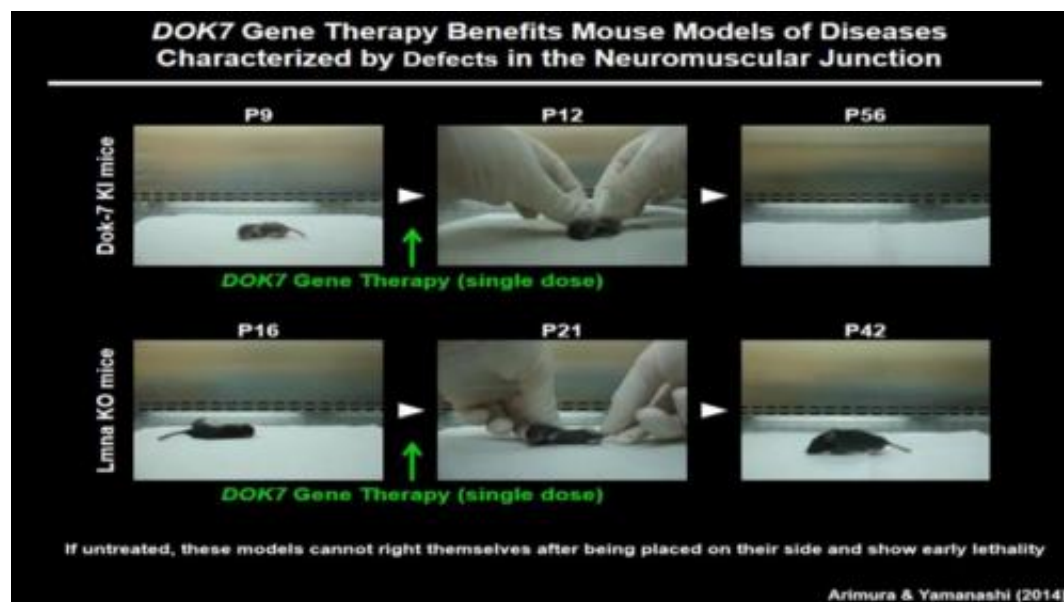 DOK7 Gene Therapy Benefits Mouse Models of Diseases
Characterized by Defects in the Neuromuscular Junction
P9
P12
P56
Dok-7 KI mice
DOK7 Gene Therapy (single dose)
P16
P21
P42
Lmna KO mice
DOK7 Gene Therapy (single dose)
If untreated, these models cannot right themselves after being placed on their side and show early lethality
Arimura & Yamanashi (2014)